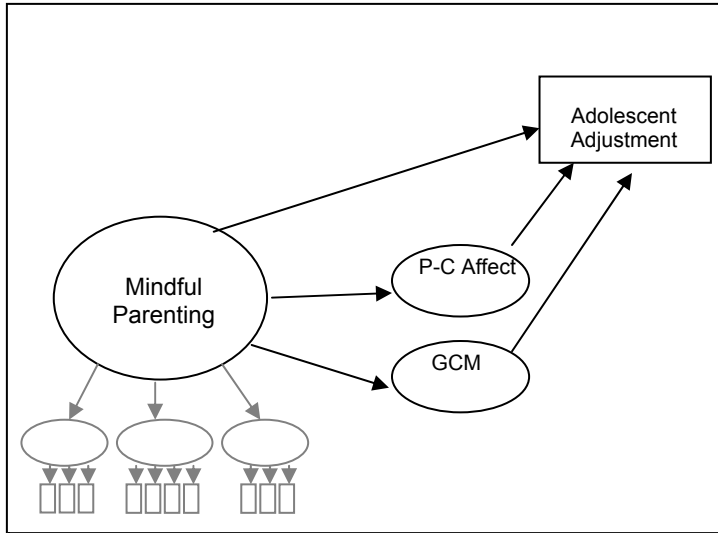 Adolescent
Adjustment
P-C Affect
Mindful
Parenting
GCM